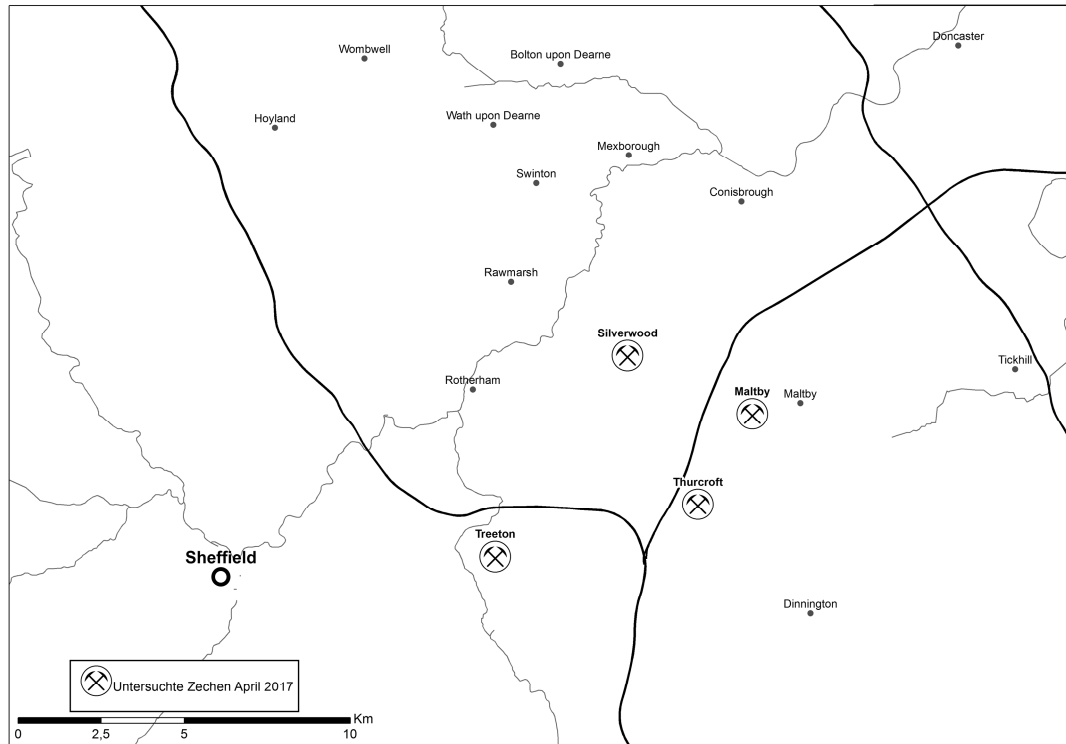 Doncaster
Wombwell
Bolton upon Dearne
Hoyland
Wath upon Dearne
Mexborough
Swinton
Conisbrough
Rawmarsh
Silverwood
Tickhill
Rotherham
Maltby
Maltby
Thurcroft
Treeton
Sheffield
Dinnington
Untersuchte Zechen April 2017
Km
0 2,5 5 10